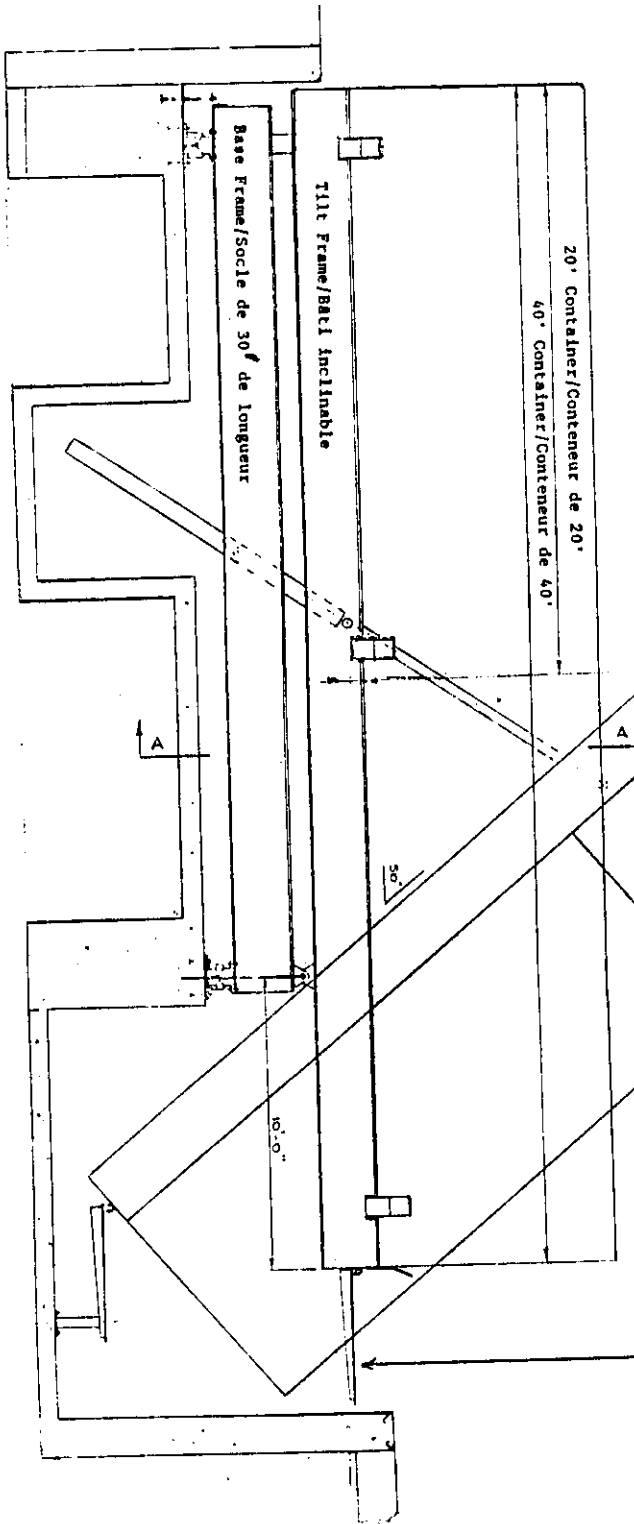 20' Container/Conteneur de 20'
40' Container/Conteneur de 40'
Tilt Frame/Bâti inclinable
Base Frame/Socle de 30' de longueur
A
A
50°
10'-0"